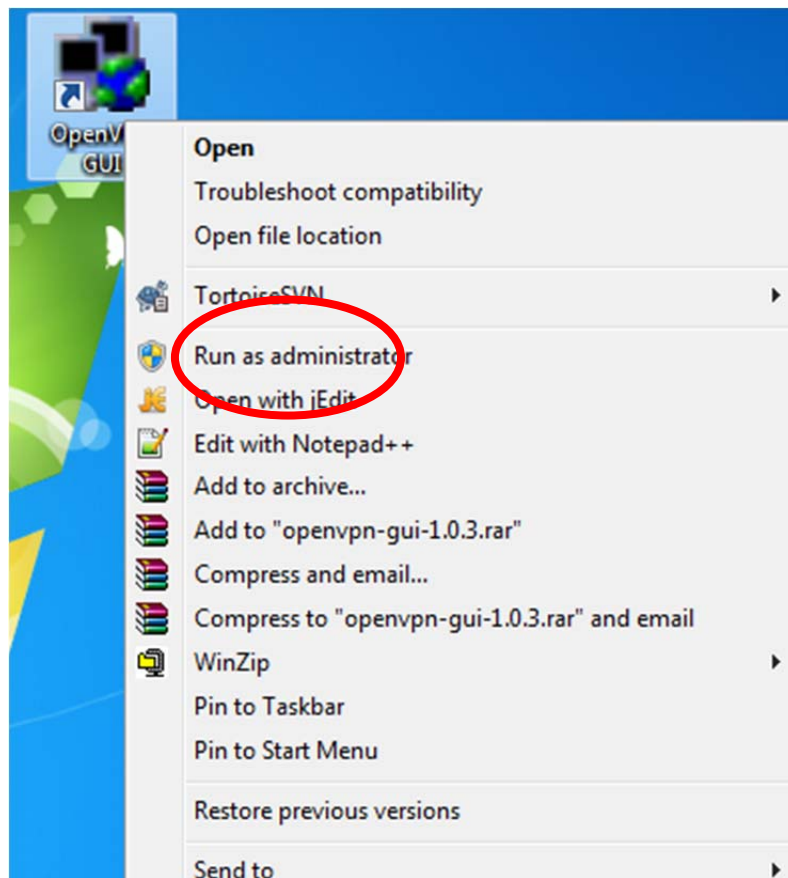 OpenV
GUI
Open
Troubleshoot compatibility
Open file location
TortoiseSVN
Run as administrator
Open with jEdit
Edit with Notepad++
Add to archive...
Add to "openvpn-gui-1.0.3.rar"
Compress and email...
Compress to "openvpn-gui-1.0.3.rar" and email
WinZip
Pin to Taskbar
Pin to Start Menu
Restore previous versions
Send to